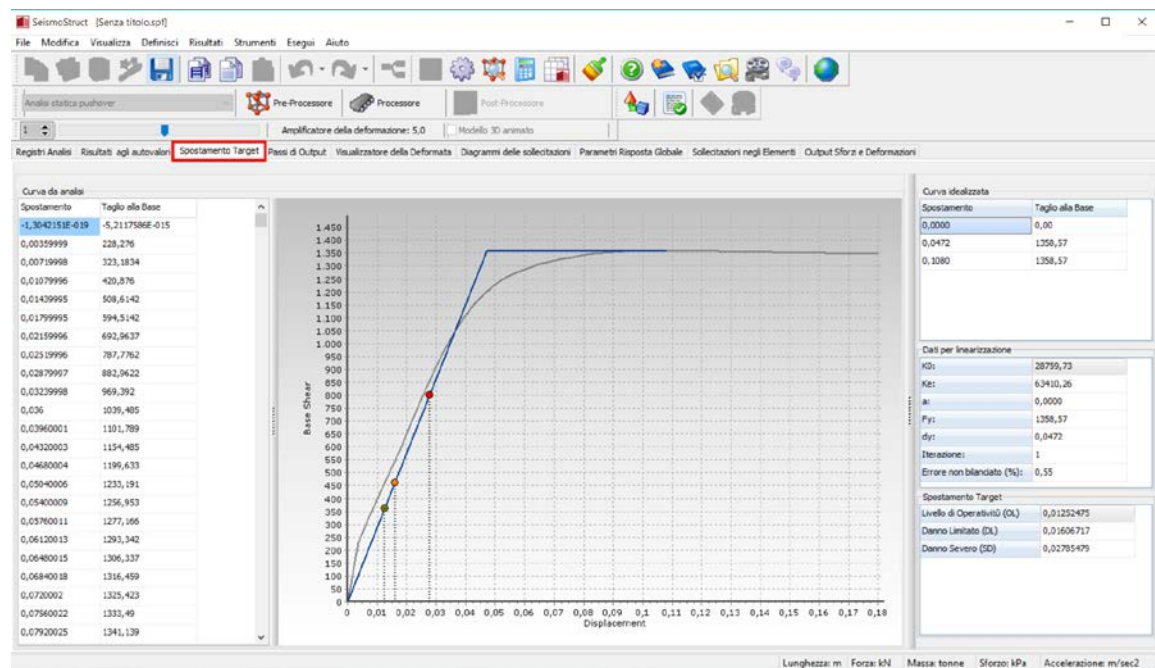 SeismoStruct [Senza titolo.spf]
File Modifica Visualizza Definisci Risultati Strumenti Esegui Aiuto
Analisi statica pushover Pre-Processore Processore Post-Processore
1 Amplificatore della deformazione: 5,0 Modello 3D animato
Registri Analisi Risultati agli autovalori Spostamento Target Passi di Output Visualizzatore della Deformata Diagrammi delle sollecitazioni Parametri Risposta Globale Sollecitazioni negli Elementi Output Sforzi e Deformazioni
Curva da analisi
Spostamento Taglio alla Base
-1,3042151E-019 -5,2117586E-015
0,00359999 228,276
0,00719998 323,1834
0,01079996 420,876
0,01439995 508,6142
0,01799995 594,5142
0,02159996 692,9637
0,02519996 787,7762
0,02879997 882,9622
0,03239998 969,392
0,036 1039,485
0,03960001 1101,789
0,04320003 1154,485
0,04680004 1199,633
0,05040006 1233,191
0,05400009 1256,953
0,05760011 1277,166
0,06120013 1293,342
0,06480015 1306,337
0,06840018 1316,459
0,0720002 1325,423
0,07560022 1333,49
0,07920025 1341,139
Base Shear
1.450
1.400
1.350
1.300
1.250
1.200
1.150
1.100
1.050
1.000
950
900
850
800
750
700
650
600
550
500
450
400
350
300
250
200
150
100
50
0
0 0,01 0,02 0,03 0,04 0,05 0,06 0,07 0,08 0,09 0,1 0,11 0,12 0,13 0,14 0,15 0,16 0,17 0,18
Displacement
Curva idealizzata
Spostamento Taglio alla Base
0,0000 0,00
0,0472 1358,57
0,1080 1358,57
Dati per linearizzazione
K0: 28759,73
Ke: 63410,26
a: 0,0000
Fy: 1358,57
dy: 0,0472
Iterazione: 1
Errore non bilanciato (%): 0,55
Spostamento Target
Livello di Operatività (OL) 0,01252475
Danno Limitato (DL) 0,01606717
Danno Severo (SD) 0,02785479
Lunghezza: m Forza: kN Massa: tonne Sforzo: kPa Accelerazione: m/sec2